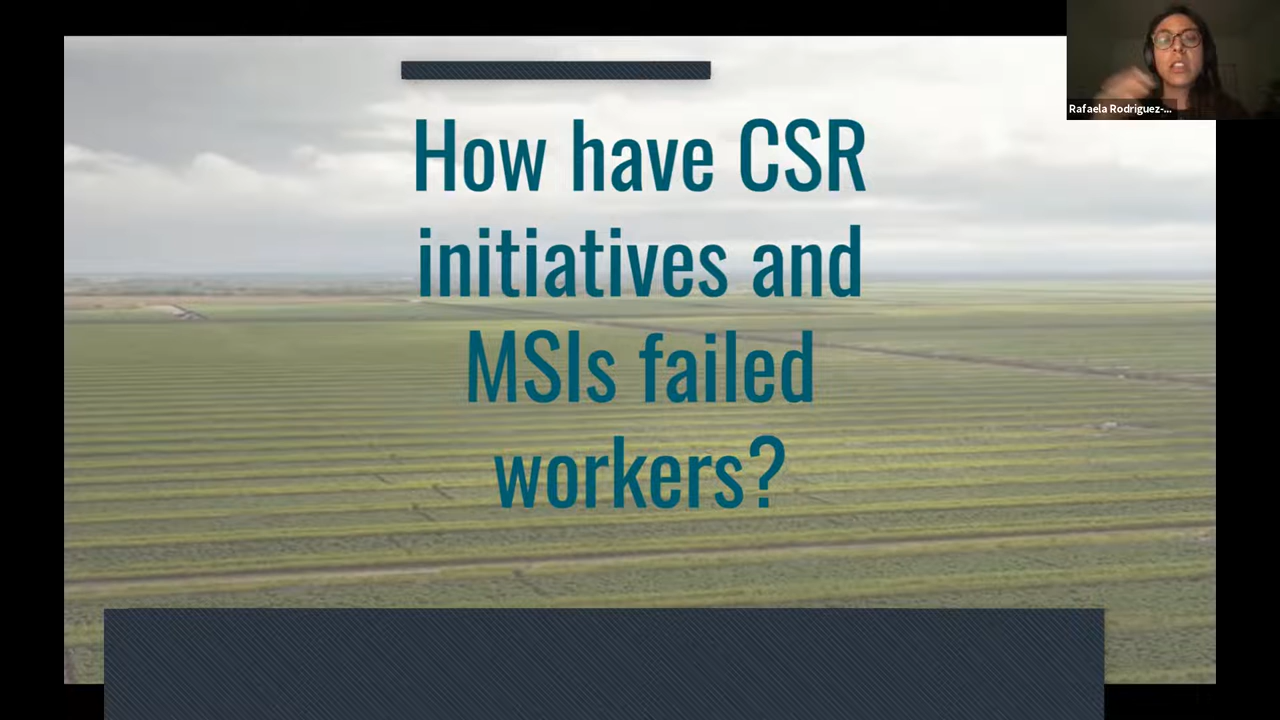 How have CSR
initiatives and
MSIs failed
workers?
Rafaela Rodriguez-...